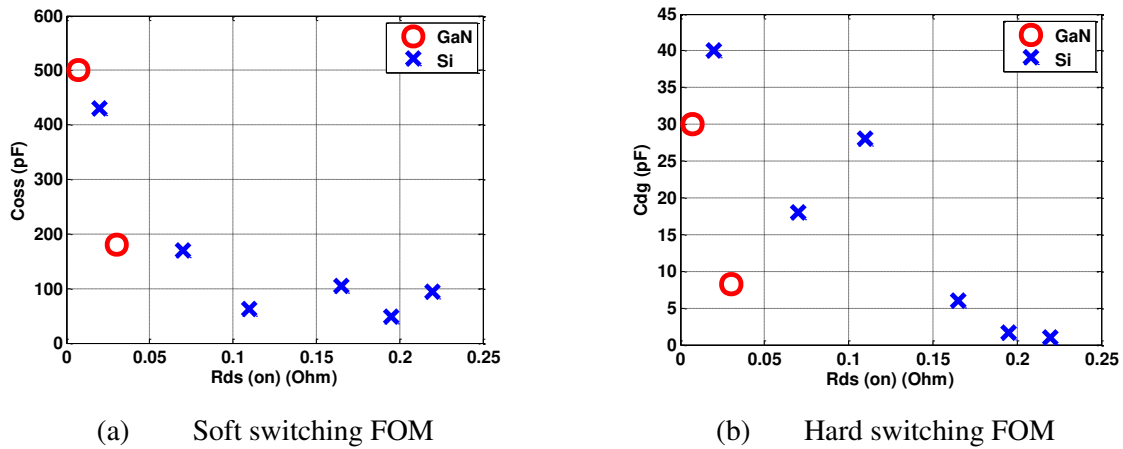 600
500
400
300
200
100
0
Coss (pF)
0
0.05
0.1
0.15
0.2
0.25
Rds (on) (Ohm)
GaN
Si
(a) Soft switching FOM
45
40
35
30
25
20
15
10
5
0
Cdg (pF)
0
0.05
0.1
0.15
0.2
0.25
Rds (on) (Ohm)
GaN
Si
(b) Hard switching FOM